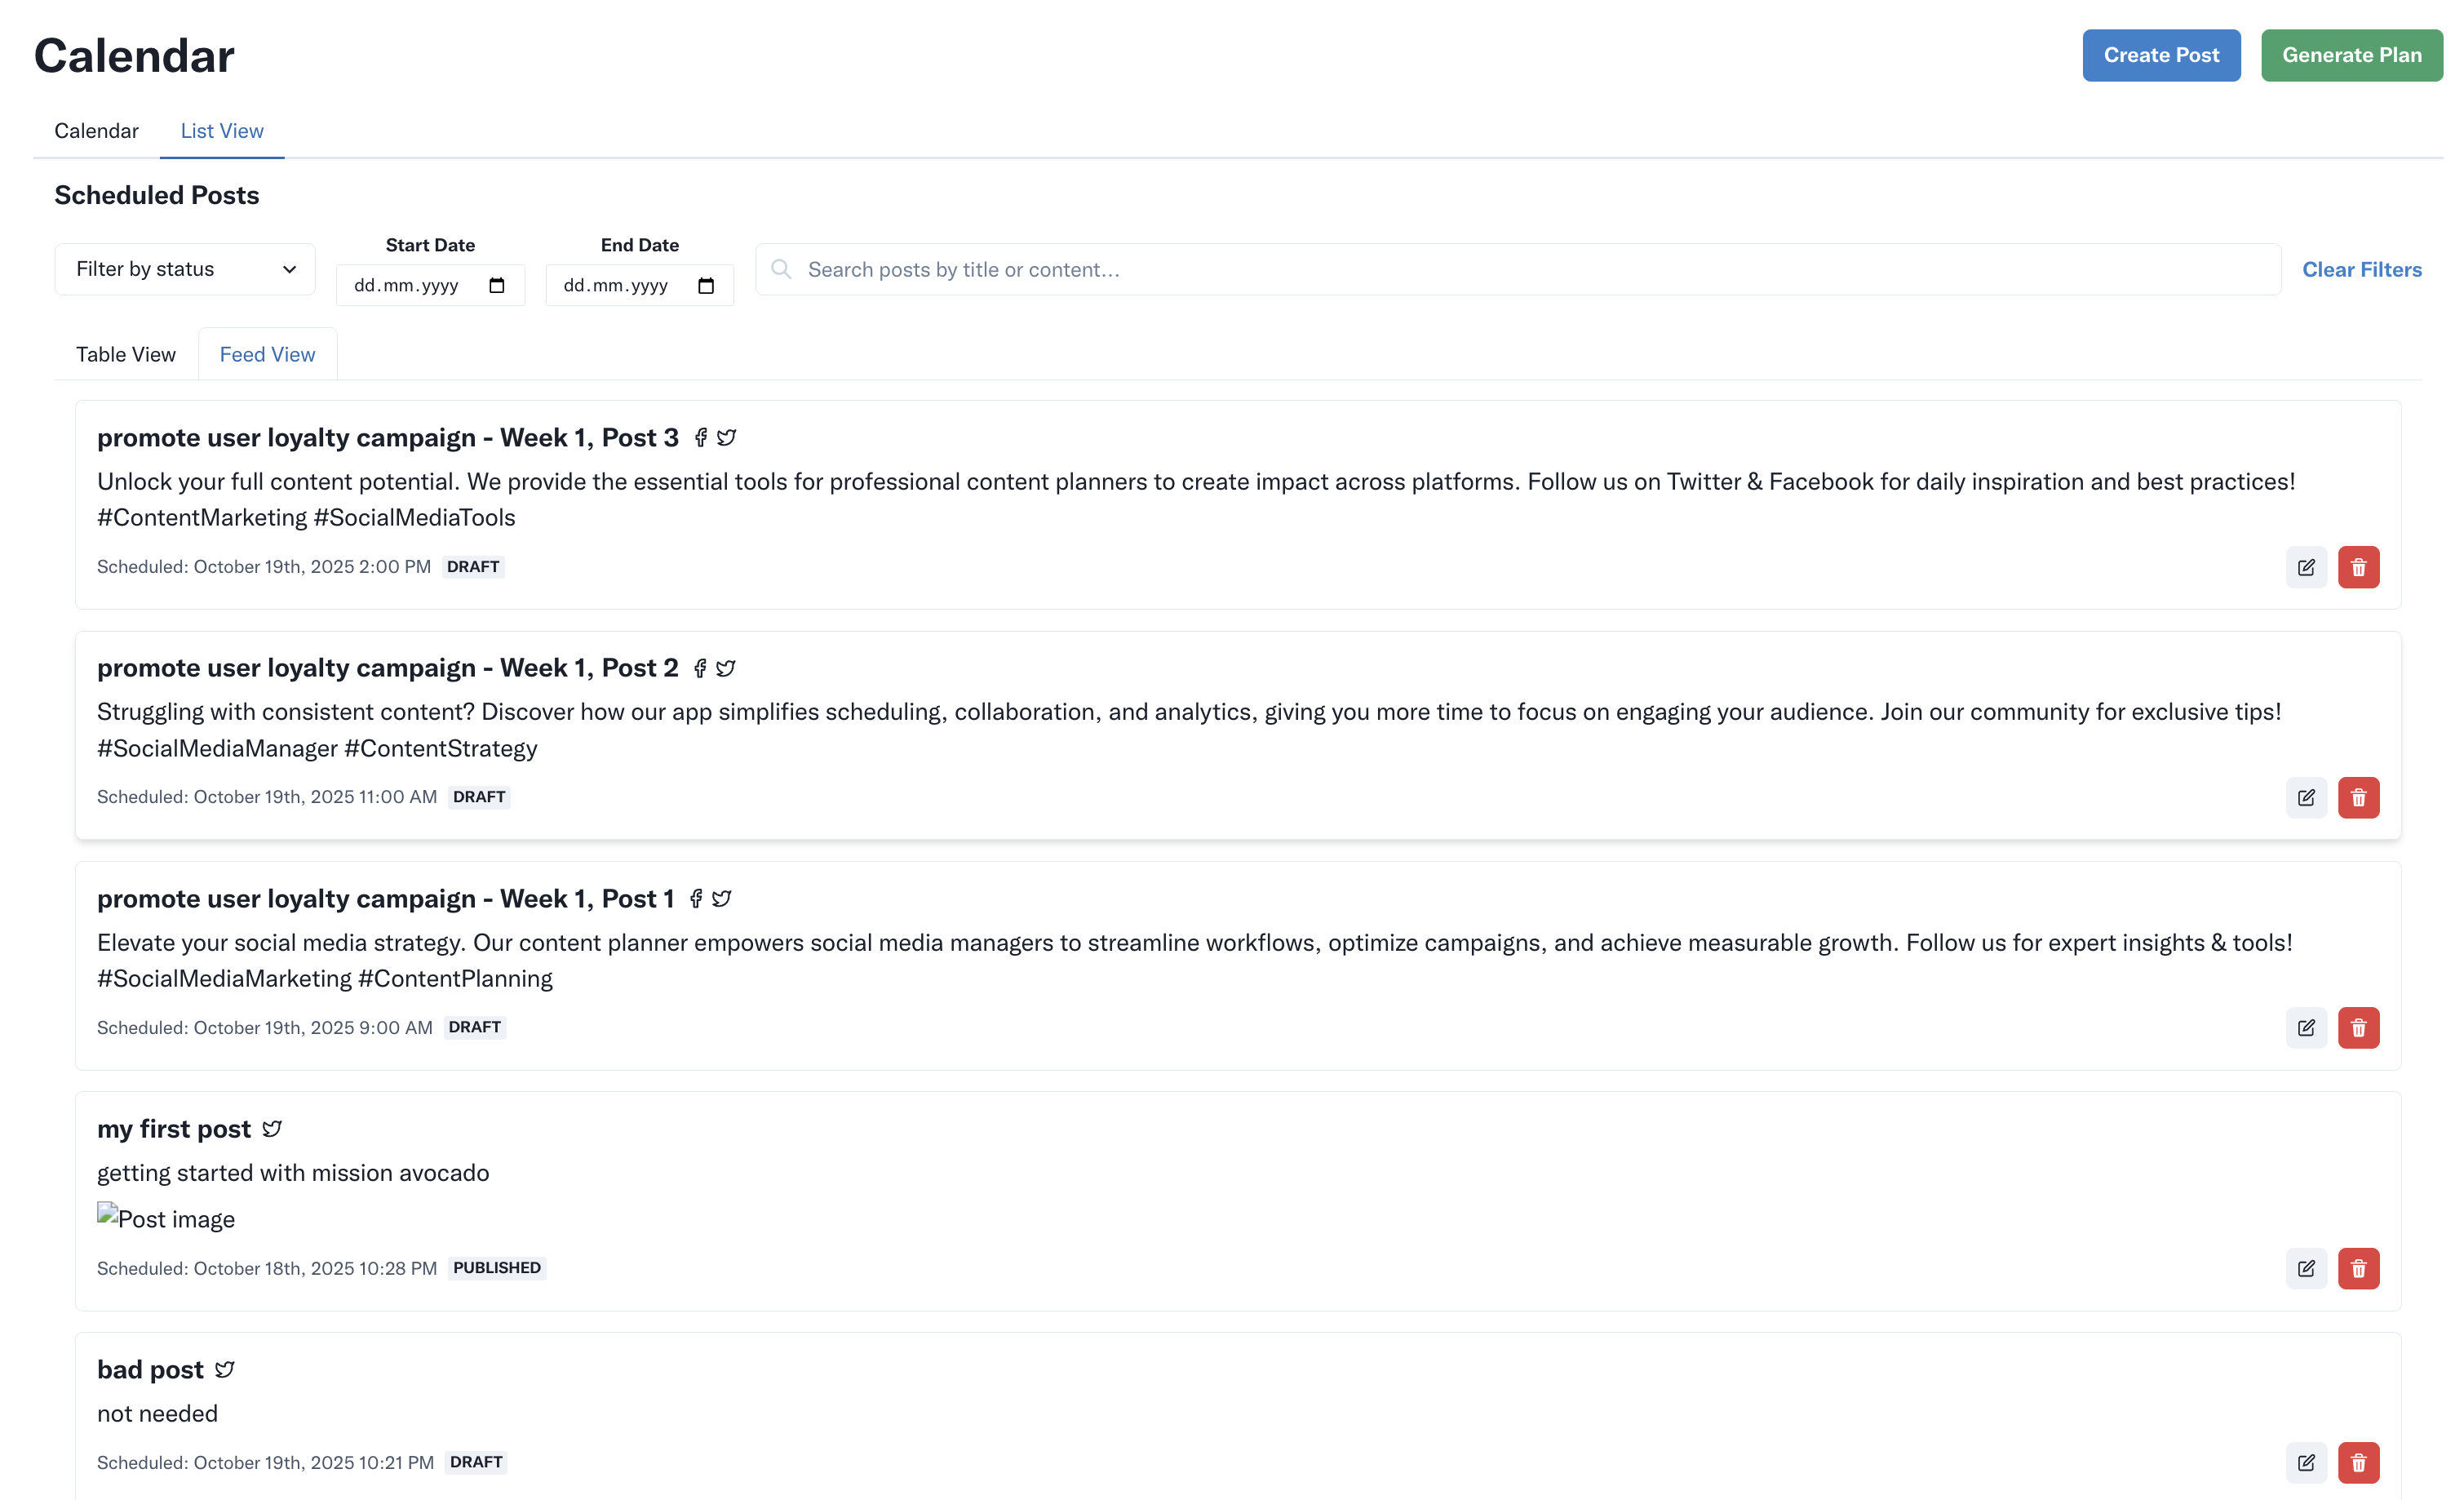 Calendar
Create Post
Generate Plan
Calendar
List View
Scheduled Posts
Filter by status
Start Date
dd.mm.yyyy
End Date
dd.mm.yyyy
Search posts by title or content...
Clear Filters
Table View
Feed View
promote user loyalty campaign - Week 1, Post 3
Unlock your full content potential. We provide the essential tools for professional content planners to create impact across platforms. Follow us on Twitter & Facebook for daily inspiration and best practices!
#ContentMarketing #SocialMediaTools
Scheduled: October 19th, 2025 2:00 PM DRAFT
promote user loyalty campaign - Week 1, Post 2
Struggling with consistent content? Discover how our app simplifies scheduling, collaboration, and analytics, giving you more time to focus on engaging your audience. Join our community for exclusive tips!
#SocialMediaManager #ContentStrategy
Scheduled: October 19th, 2025 11:00 AM DRAFT
promote user loyalty campaign - Week 1, Post 1
Elevate your social media strategy. Our content planner empowers social media managers to streamline workflows, optimize campaigns, and achieve measurable growth. Follow us for expert insights & tools!
#SocialMediaMarketing #ContentPlanning
Scheduled: October 19th, 2025 9:00 AM DRAFT
my first post
getting started with mission avocado
Post image
Scheduled: October 18th, 2025 10:28 PM PUBLISHED
bad post
not needed
Scheduled: October 19th, 2025 10:21 PM DRAFT